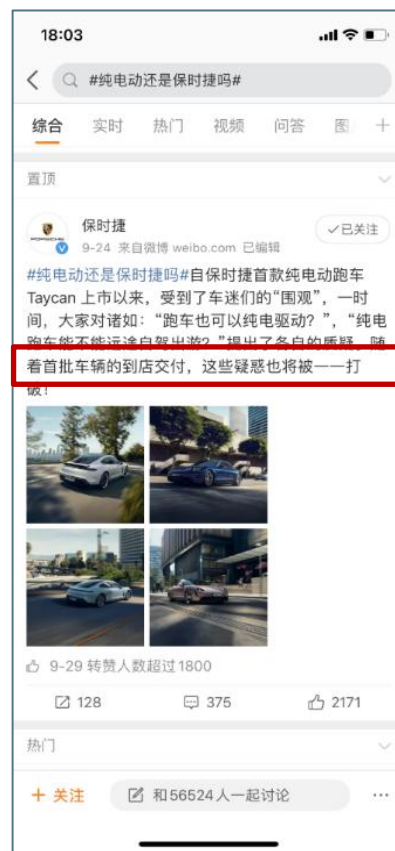 18:03
#纯电动还是保时捷吗#
综合 实时 热门 视频 问答 图
置顶
保时捷
9-24 来自微博 weibo.com 已编辑
已关注
#纯电动还是保时捷吗#自保时捷首款纯电动跑车
Taycan 上市以来，受到了车迷们的“围观”，一时
间，大家对诸如：“跑车也可以纯电驱动？”，“纯电
跑车能不能远途自驾出游？”提出了各自的质疑。随
着首批车辆的到店交付，这些疑惑也将被一一打
破！
9-29 转赞人数超过1800
128 375 2171
热门
+ 关注 和56524人一起讨论